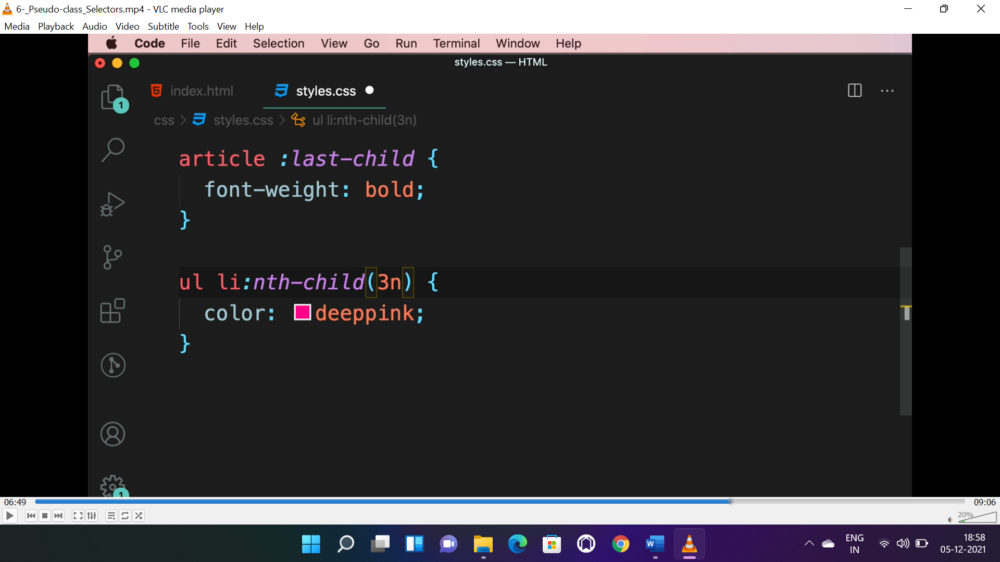 6-_Pseudo-class_Selectors.mp4 - VLC media player
Media Playback Audio Video Subtitle Tools View Help
Code File Edit Selection View Go Run Terminal Window Help
styles.css — HTML
index.html styles.css
1
css > styles.css > ul li:nth-child(3n)
article :last-child {
font-weight: bold;
}
ul li:nth-child(3n) {
color: deeppink;
}
1
06:49 09:06
20%
ENG
IN
18:58
05-12-2021